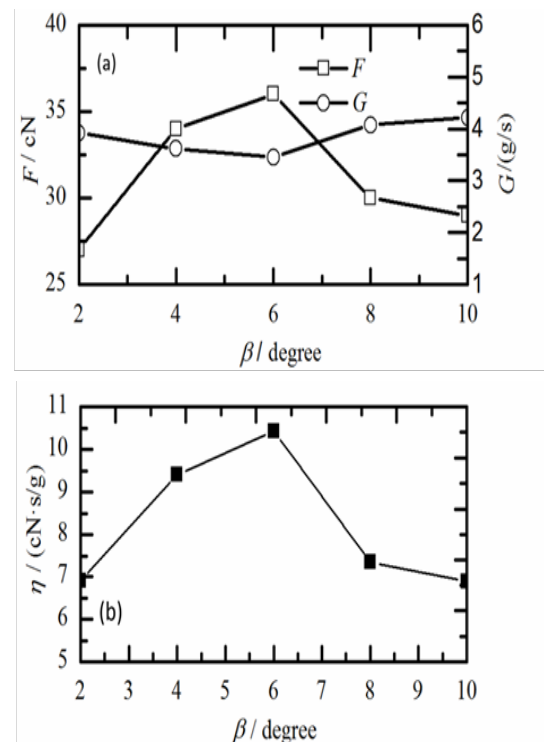 (a)
F
G
40
35
30
25
F / cN
6
5
4
3
2
1
G/(g/s)
2 4 6 8 10
β / degree
11
10
9
8
7
6
5
η / (cN·s/g)
(b)
2 3 4 5 6 7 8 9 10
β / degree